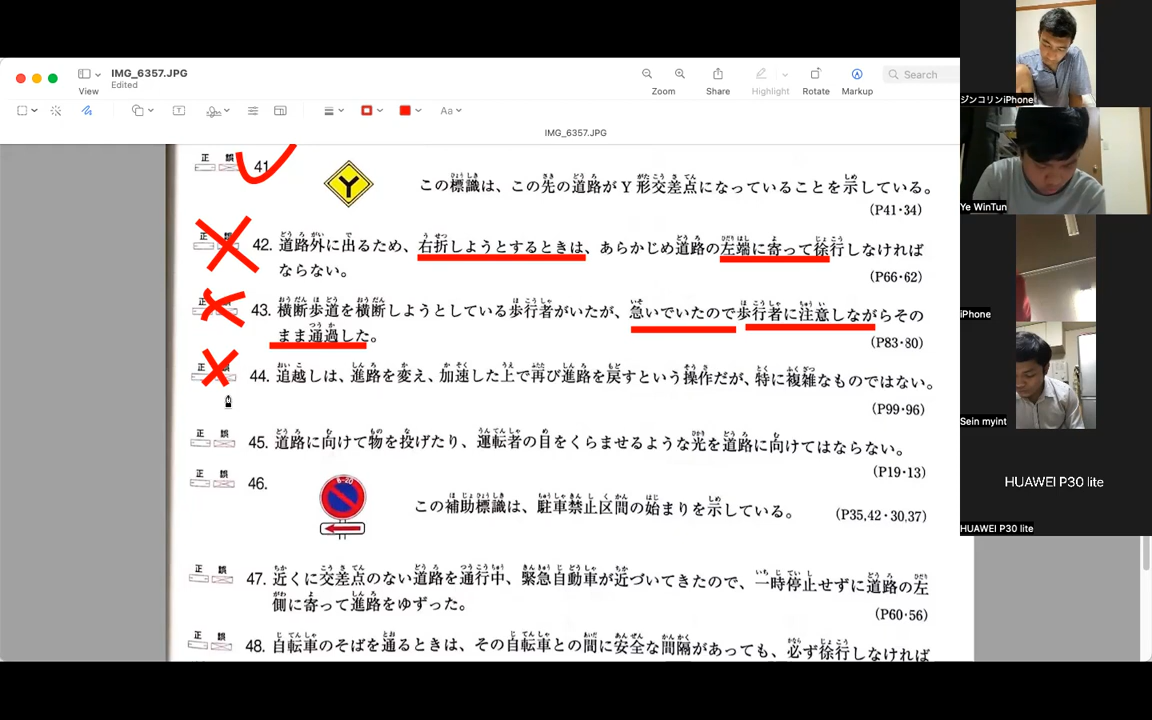 IMG_6357.JPG
Edited
View
Zoom
Share
Highlight
Rotate
Markup
Search
Aa
IMG_6357.JPG
正 誤
41
Y
この標識は、この先の道路がY形交差点になっていることを示している。
(P41・34)
正 誤
42. 道路外に出るため、右折しようとするときは、あらかじめ道路の左端に寄って徐行しなければ
ならない。
(P66・62)
43. 横断歩道を横断しようとしている歩行者がいたが、急いでいたので歩行者に注意しながらその
まま通過した。
(P83・80)
44. 追越しは、進路を変え、加速した上で再び進路を戻すという操作だが、特に複雑なものではない。
(P99・96)
正 誤
45. 道路に向けて物を投げたり、運転者の目をくらませるような光を道路に向けてはならない。
(P19・13)
正 誤
46.
8-20
この補助標識は、駐車禁止区間の始まりを示している。
(P35,42・30,37)
正 誤
47. 近くに交差点のない道路を通行中、緊急自動車が近づいてきたので、一時停止せずに道路の左
側に寄って進路をゆずった。
(P60・56)
正 誤
48. 自転車のそばを通るときは、その自転車との間に安全な間隔があっても、必ず徐行しなければ
ジンコリンiPhone
Ye WinTun
iPhone
Sein myint
HUAWEI P30 lite
HUAWEI P30 lite